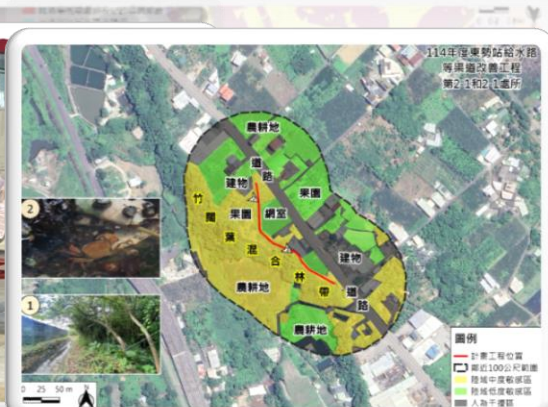 114年度東勢站給水路
等渠道改善工程
第2-1和2.1處所
農耕地
道路
建物
果園
竹闊葉混合林帶
果園
網室
建物
農耕地
道路
農耕地
2
1
0 25 50 m
圖例
計畫工程位置
鄰近100公尺範圍
陸域中度敏感區
陸域低度敏感區
人為干擾區